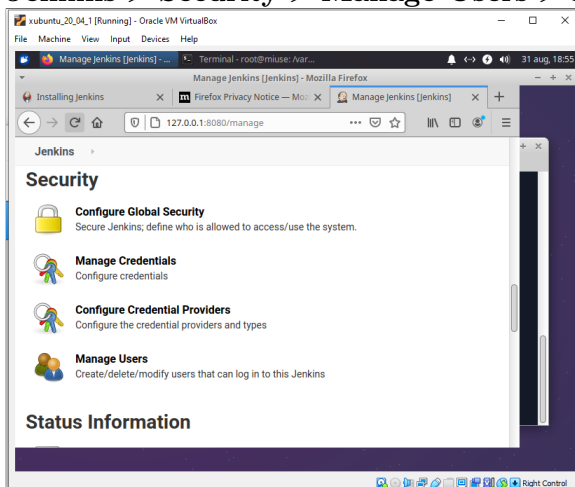 xubuntu_20_04_1 [Running] - Oracle VM VirtualBox
File Machine View Input Devices Help
Manage Jenkins [Jenkins] - ... Terminal - root@miuse: /var... 31 aug, 18:55
Manage Jenkins [Jenkins] - Mozilla Firefox
Installing Jenkins Firefox Privacy Notice — Moz Manage Jenkins [Jenkins]
127.0.0.1:8080/manage
Jenkins
Security
Configure Global Security
Secure Jenkins; define who is allowed to access/use the system.
Manage Credentials
Configure credentials
Configure Credential Providers
Configure the credential providers and types
Manage Users
Create/delete/modify users that can log in to this Jenkins
Status Information
Right Control